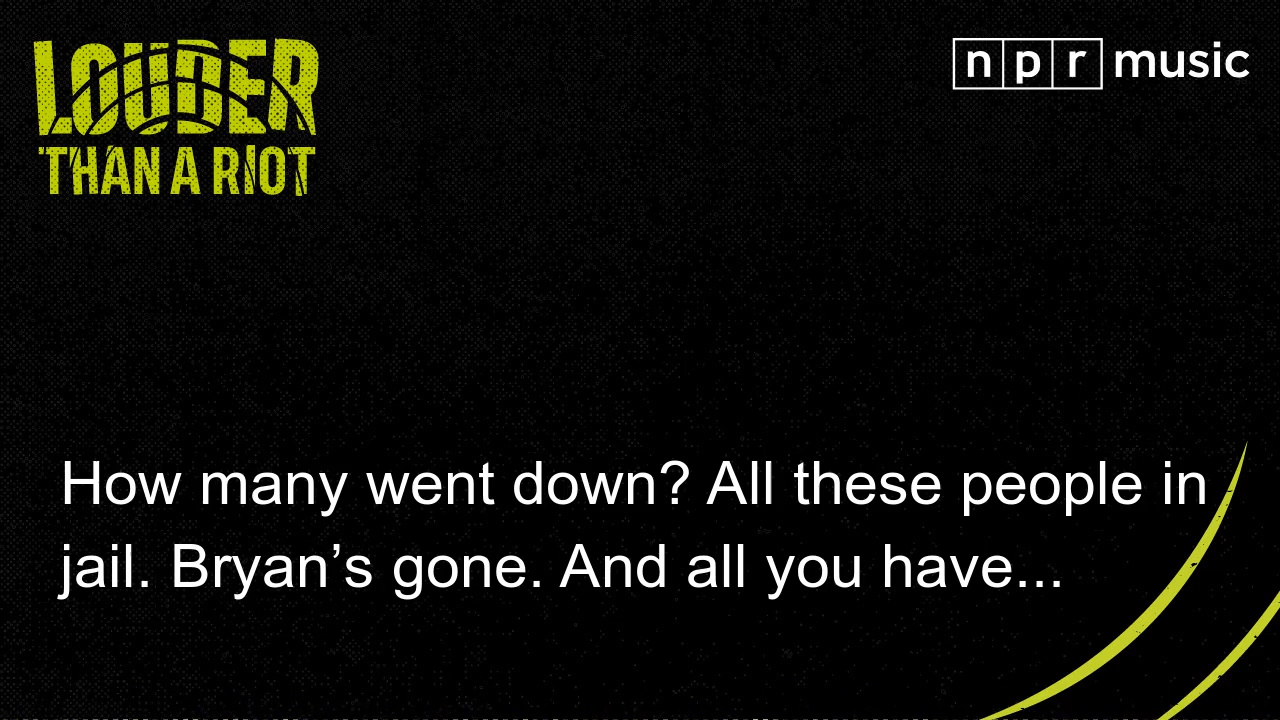 LOUDER
THAN A RIOT
npr music
How many went down? All these people in
jail. Bryan’s gone. And all you have...